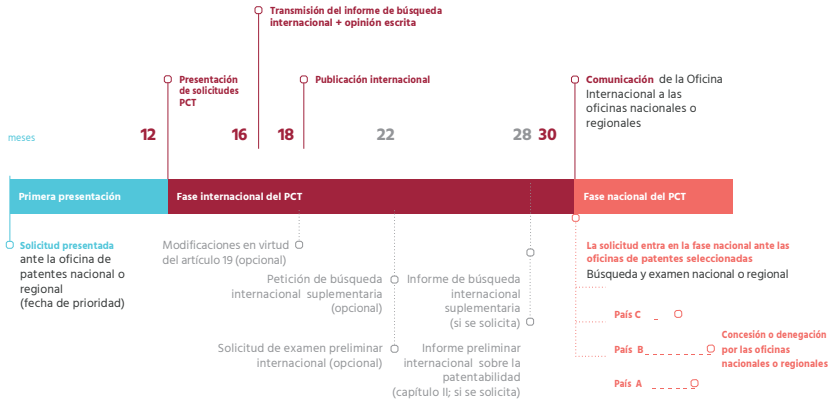 Transmisión del informe de búsqueda
internacional + opinión escrita
Presentación
de solicitudes
PCT
Publicación internacional
Comunicación de la Oficina
Internacional a las
oficinas nacionales o
regionales
meses
12
16
18
22
28
30
Primera presentación
Fase internacional del PCT
Fase nacional del PCT
Solicitud presentada
ante la oficina de
patentes nacional o
regional
(fecha de prioridad)
Modificaciones en virtud
del artículo 19 (opcional)
Petición de búsqueda
internacional suplementaria
(opcional)
Solicitud de examen preliminar
internacional (opcional)
Informe de búsqueda
internacional
suplementaria
(si se solicita)
Informe preliminar
internacional sobre la
patentabilidad
(capítulo II; si se solicita)
La solicitud entra en la fase nacional ante las
oficinas de patentes seleccionadas
Búsqueda y examen nacional o regional
País C
País B
País A
Concesión o denegación
por las oficinas
nacionales o regionales